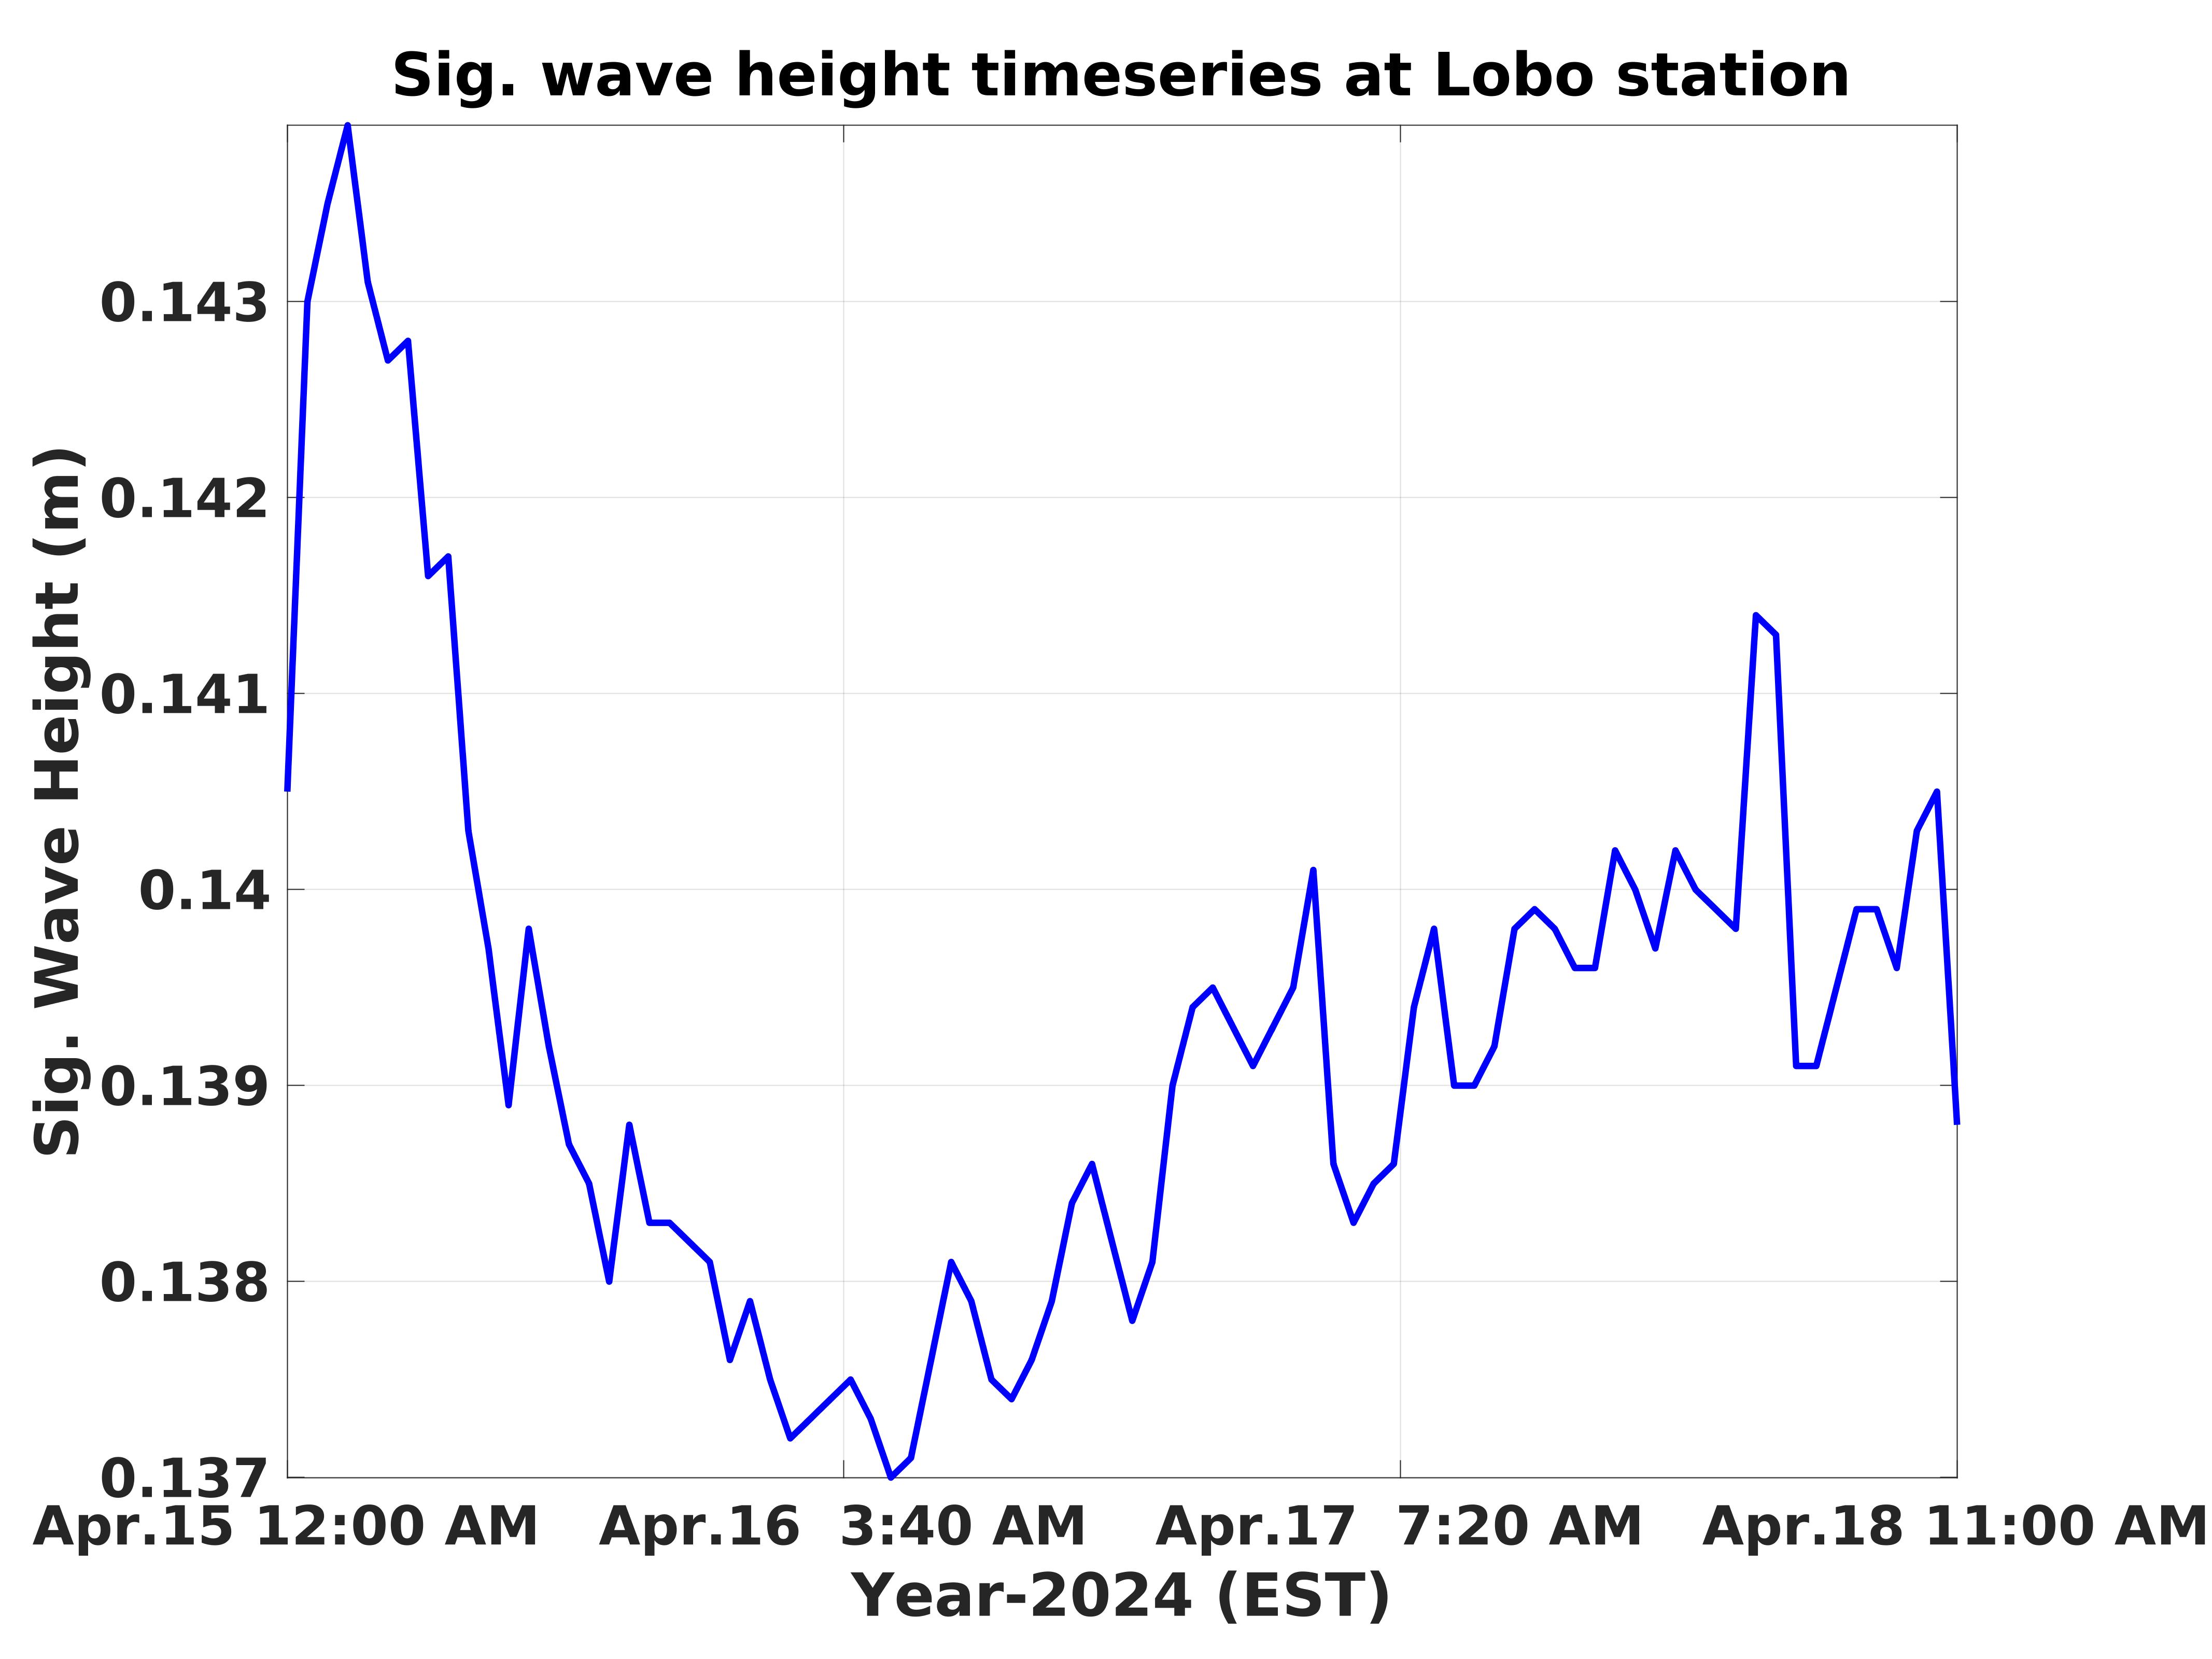 Sig. wave height timeseries at Lobo station
Sig. Wave Height (m)
0.143
0.142
0.141
0.14
0.139
0.138
0.137
Apr.15 12:00 AM Apr.16 3:40 AM Apr.17 7:20 AM Apr.18 11:00 AM
Year-2024 (EST)